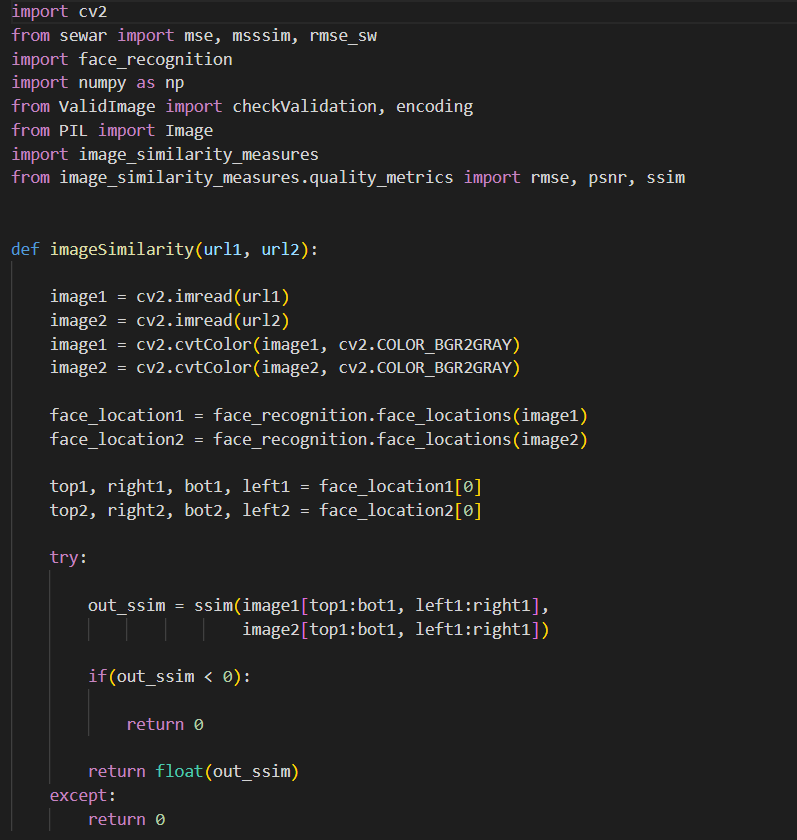 import cv2
from sewar import mse, msssim, rmse_sw
import face_recognition
import numpy as np
from ValidImage import checkValidation, encoding
from PIL import Image
import image_similarity_measures
from image_similarity_measures.quality_metrics import rmse, psnr, ssim
def imageSimilarity(url1, url2):
image1 = cv2.imread(url1)
image2 = cv2.imread(url2)
image1 = cv2.cvtColor(image1, cv2.COLOR_BGR2GRAY)
image2 = cv2.cvtColor(image2, cv2.COLOR_BGR2GRAY)
face_location1 = face_recognition.face_locations(image1)
face_location2 = face_recognition.face_locations(image2)
top1, right1, bot1, left1 = face_location1[0]
top2, right2, bot2, left2 = face_location2[0]
try:
out_ssim = ssim(image1[top1:bot1, left1:right1],
image2[top1:bot1, left1:right1])
if(out_ssim < 0):
return 0
return float(out_ssim)
except:
return 0